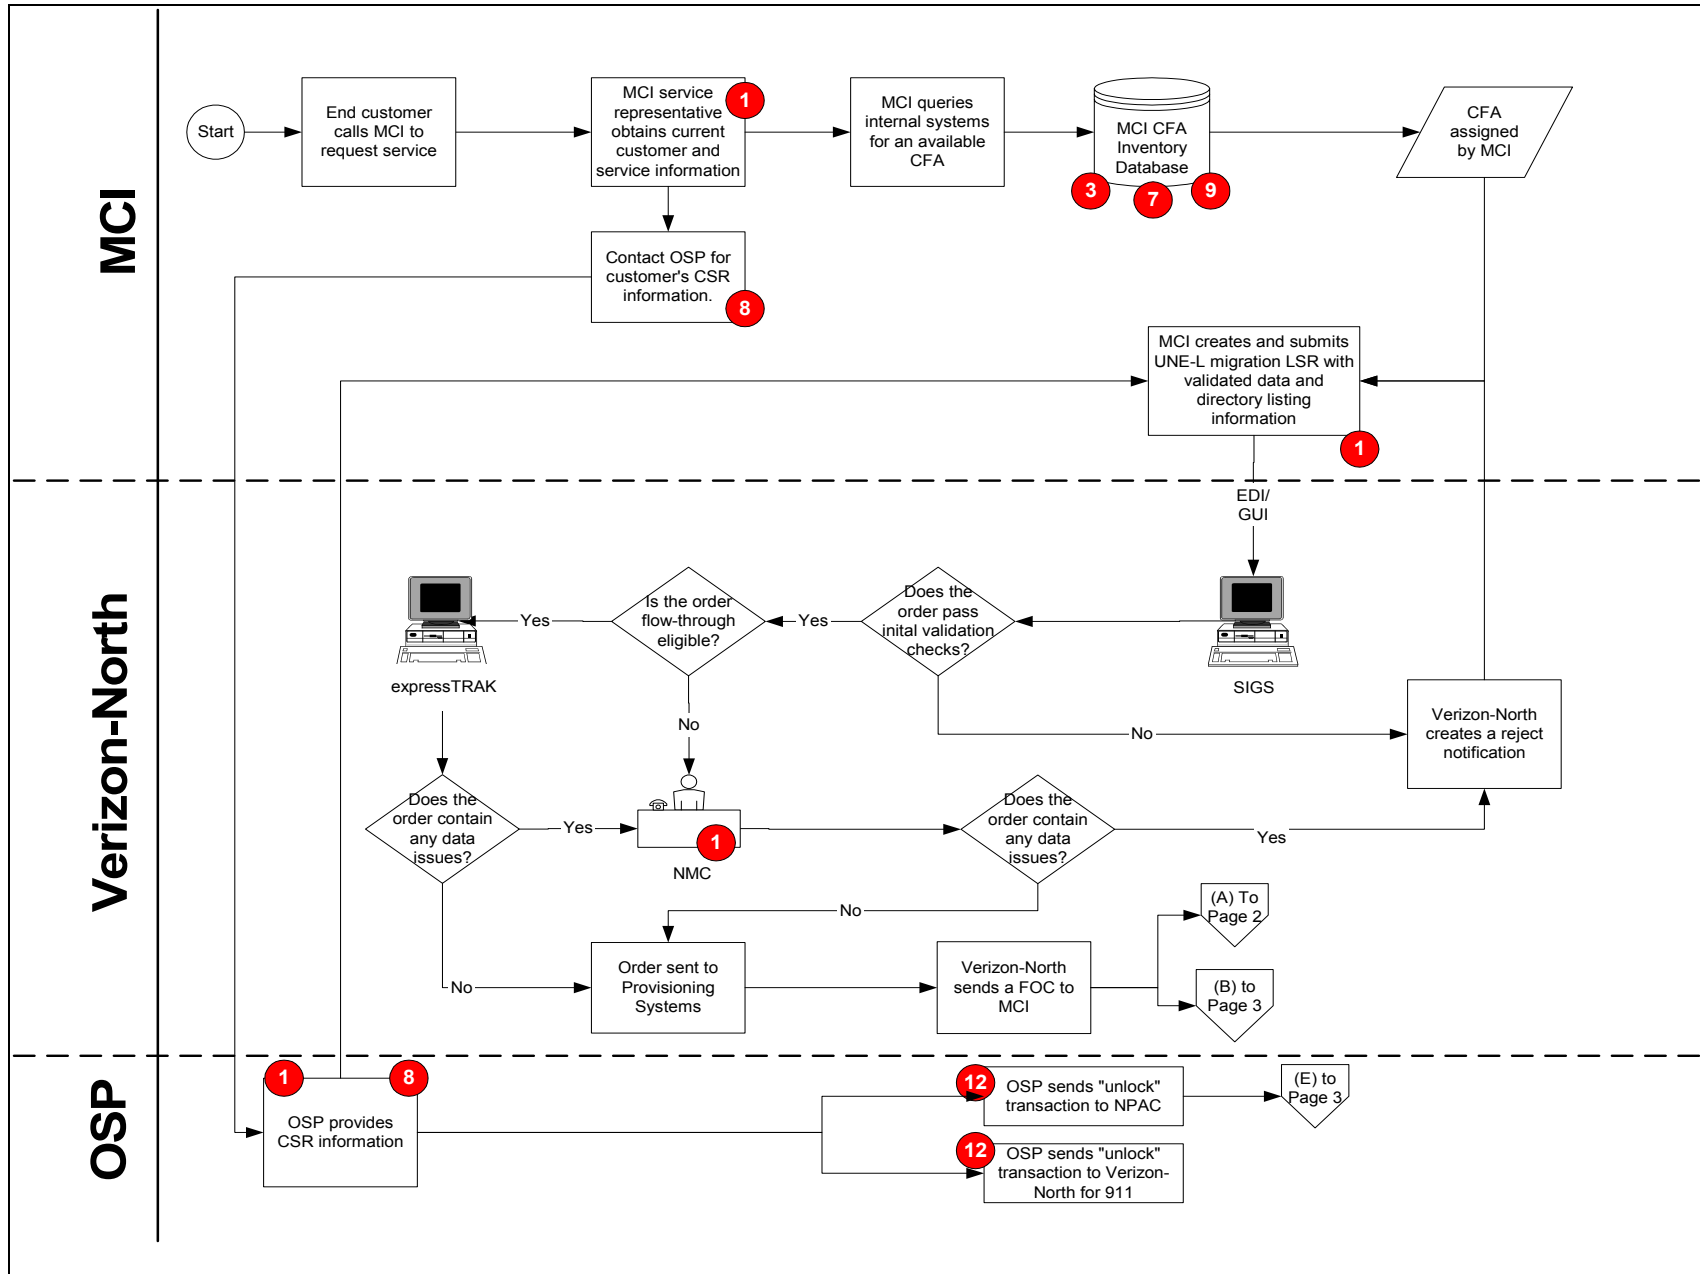 MCI
Start
End customer
calls MCI to
request service
MCI service
representative
obtains current
customer and
service information
1
MCI queries
internal systems
for an available
CFA
MCI CFA
Inventory
Database
3
7
9
CFA
assigned
by MCI
Contact OSP for
customer's CSR
information.
8
MCI creates and submits
UNE-L migration LSR with
validated data and
directory listing
information
1
Verizon-North
EDI/
GUI
SIGS
Does the
order pass
inital validation
checks?
Yes
No
Is the order
flow-through
eligible?
Yes
No
expressTRAK
Verizon-North
creates a reject
notification
Does the
order contain
any data
issues?
Yes
No
1
NMC
Does the
order contain
any data
issues?
Yes
No
Order sent to
Provisioning
Systems
Verizon-North
sends a FOC to
MCI
(A) To
Page 2
(B) to
Page 3
OSP
1
8
OSP provides
CSR information
12
OSP sends "unlock"
transaction to NPAC
(E) to
Page 3
12
OSP sends "unlock"
transaction to Verizon-
North for 911